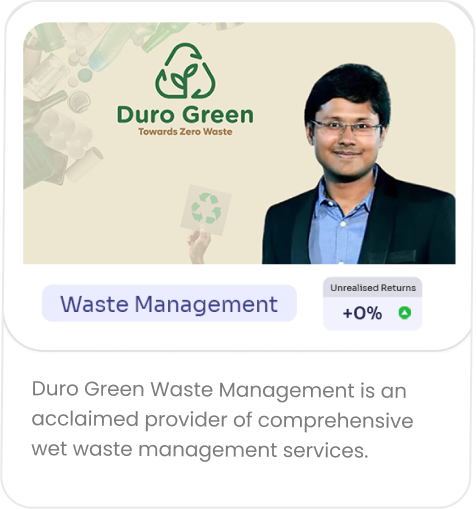 Duro Green
Towards Zero Waste
Waste Management
Unrealised Returns
+0%
Duro Green Waste Management is an
acclaimed provider of comprehensive
wet waste management services.